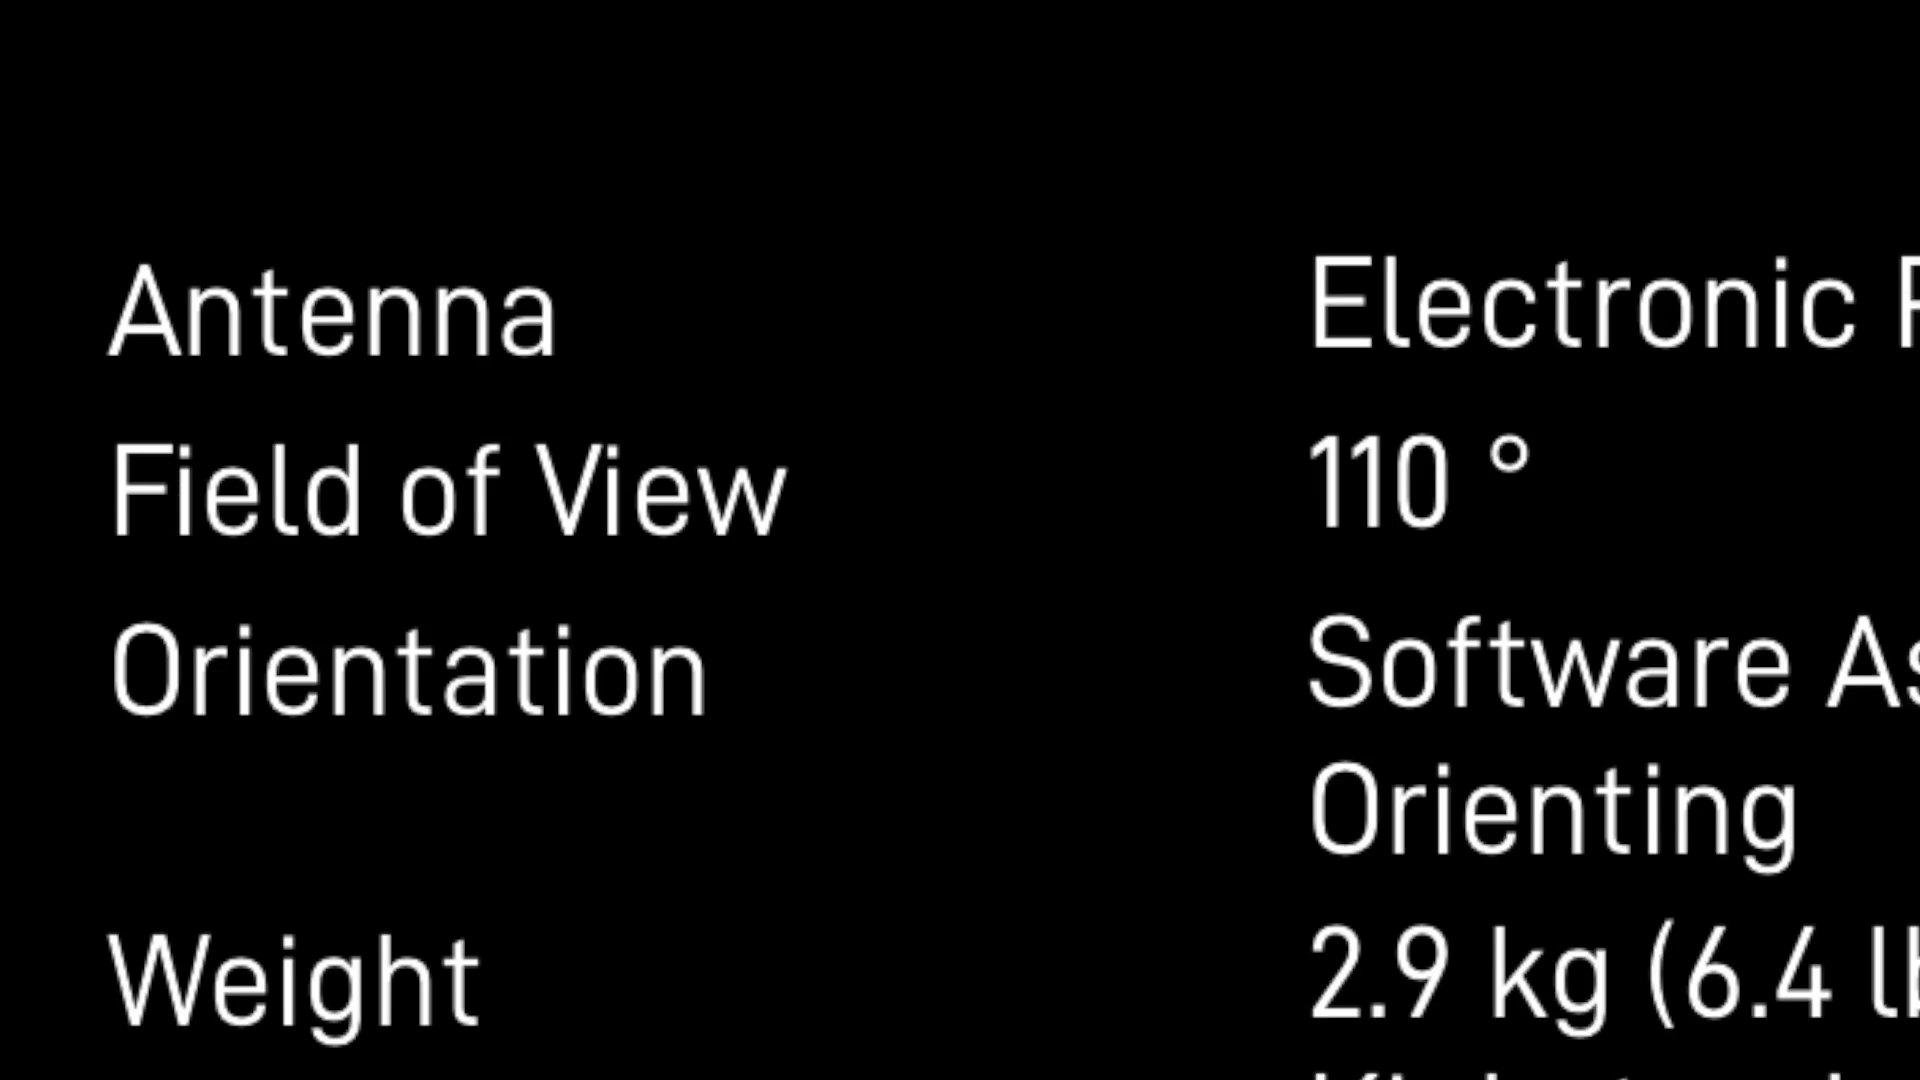 Antenna Electronic
Field of View 110 °
Orientation Software
Orienting
Weight 2.9 kg (6.4